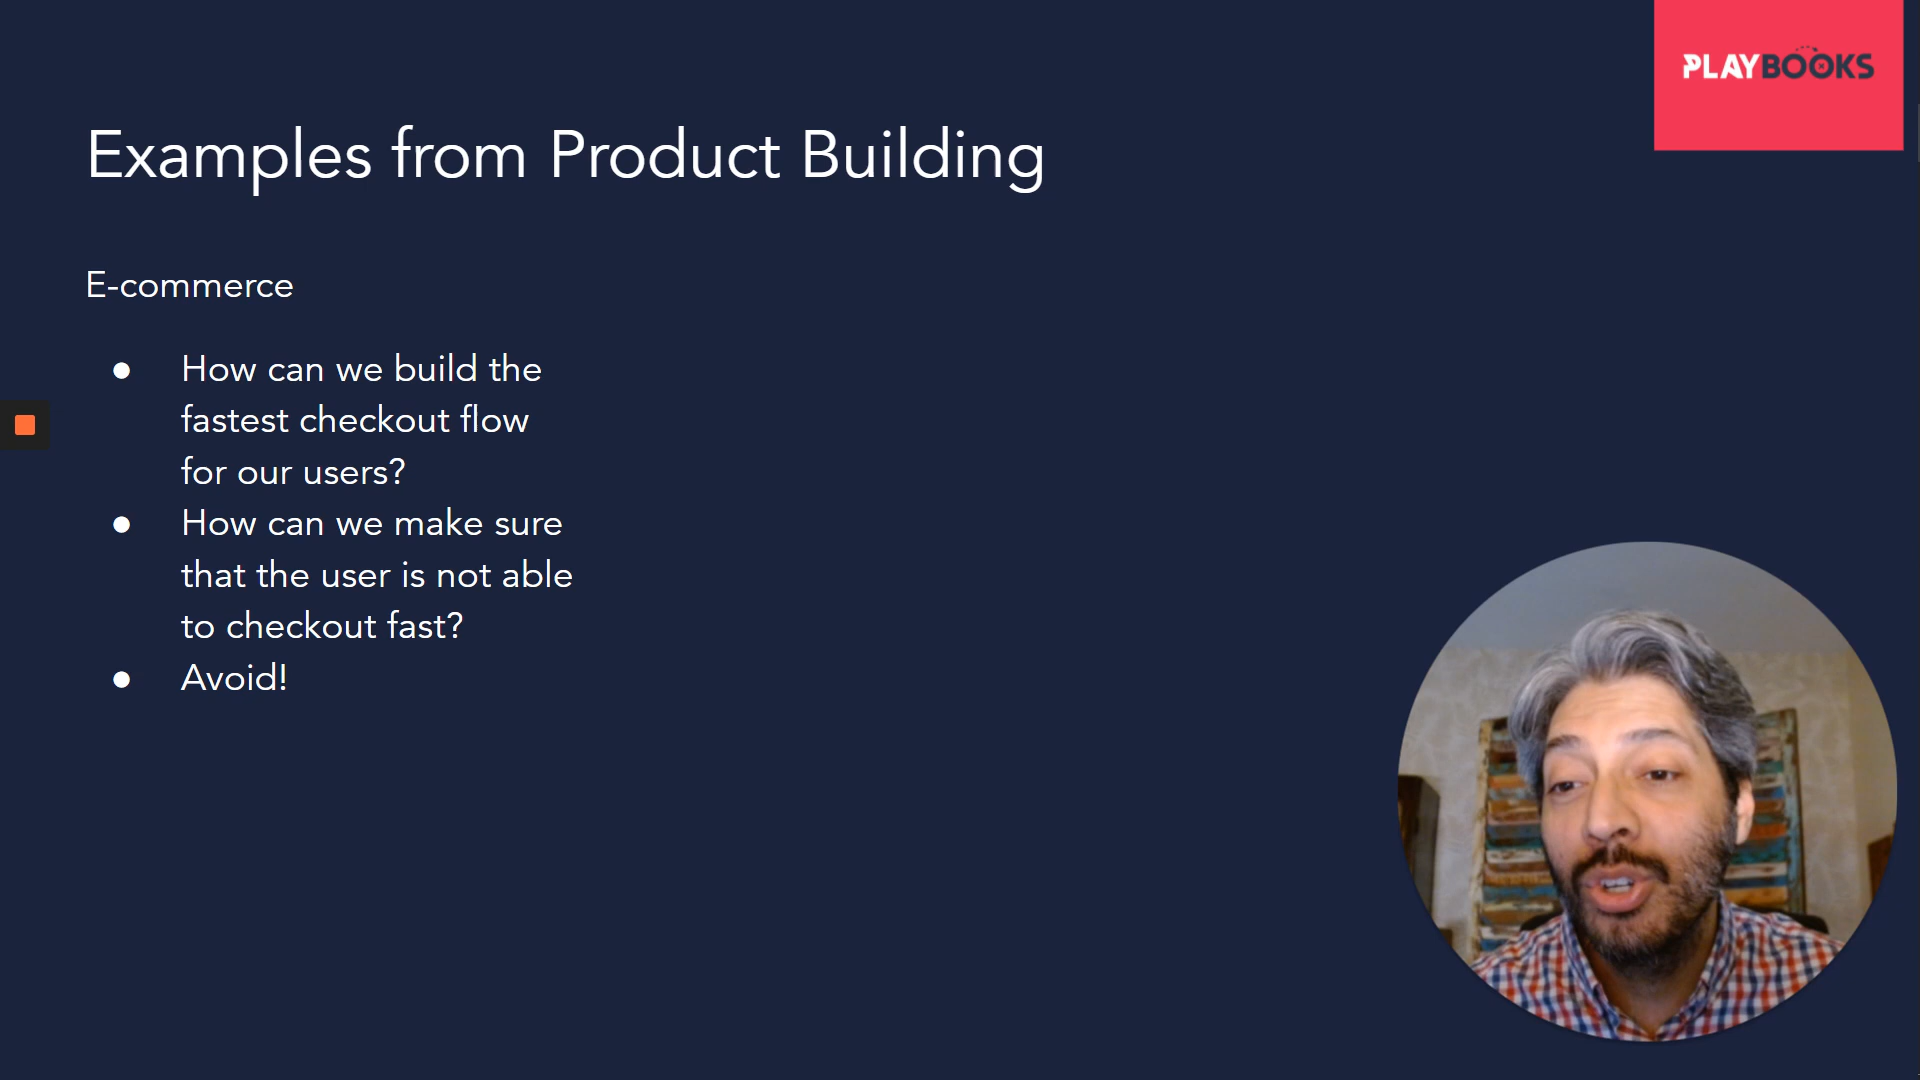 PLAYBOOKS
Examples from Product Building
E-commerce
● How can we build the
fastest checkout flow
for our users?
● How can we make sure
that the user is not able
to checkout fast?
● Avoid!